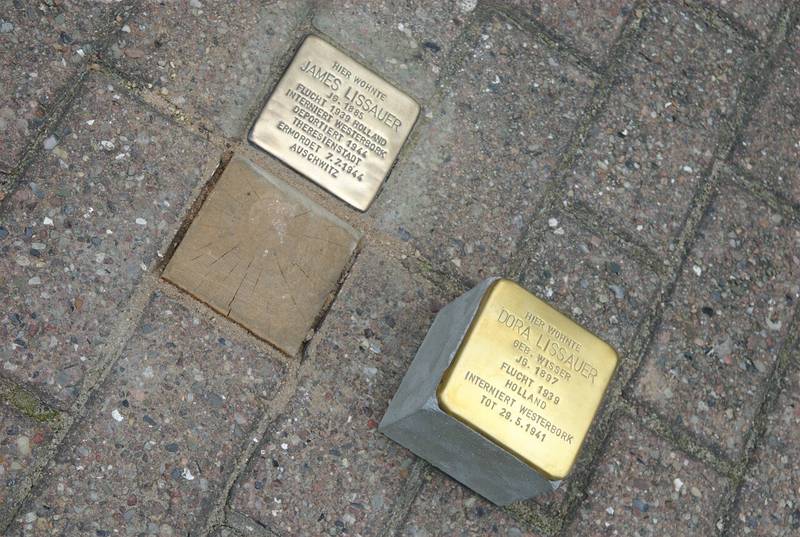 HIER WOHNTE
JAMES LISSAUER
JG. 1885
FLUCHT 1939 HOLLAND
INTERNIERT WESTERBORK
DEPORTIERT 1944
THERESIENSTADT
ERMORDET 7.7.1944
AUSCHWITZ
HIER WOHNTE
DORA LISSAUER
GEB. WISSER
JG. 1897
FLUCHT 1939
HOLLAND
INTERNIERT WESTERBORK
TOT 29.5.1941